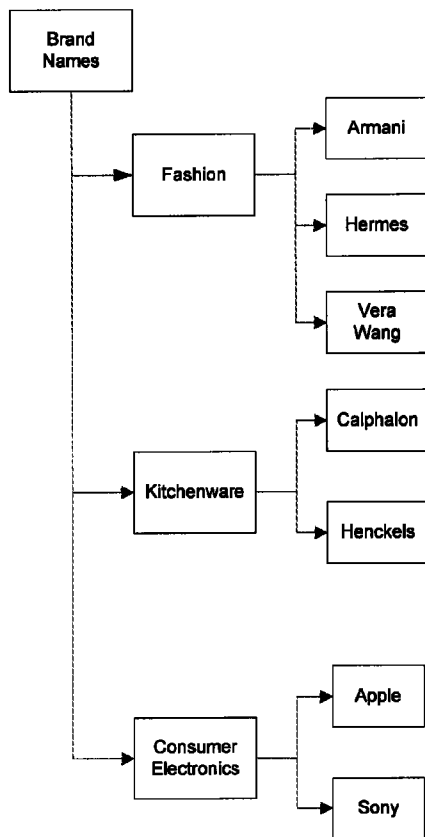 Brand
Names
Fashion
Armani
Hermes
Vera
Wang
Kitchenware
Calphalon
Henckels
Consumer
Electronics
Apple
Sony